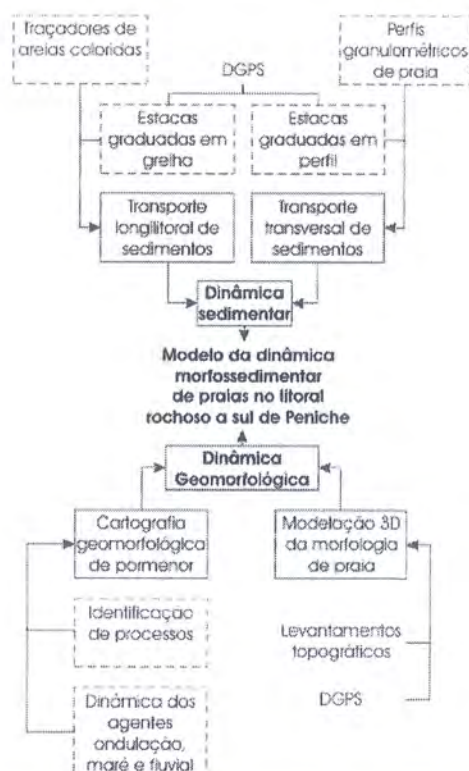 Traçadores de
areias coloridas
Perfis
granulométricos
de praia
DGPS
Estacas
graduadas em
grelha
Estacas
graduadas em
perfil
Transporte
longilitoral de
sedimentos
Transporte
transversal de
sedimentos
Dinâmica
sedimentar
Modelo da dinâmica
morfossedimentar
de praias no litoral
rochoso a sul de Peniche
Dinâmica
Geomorfológica
Cartografia
geomorfológica
de pormenor
Modelação 3D
da morfologia
de praia
Identificação
de processos
Levantamentos
topográficos
DGPS
Dinâmica dos
agentes
ondulação,
maré e fluvial